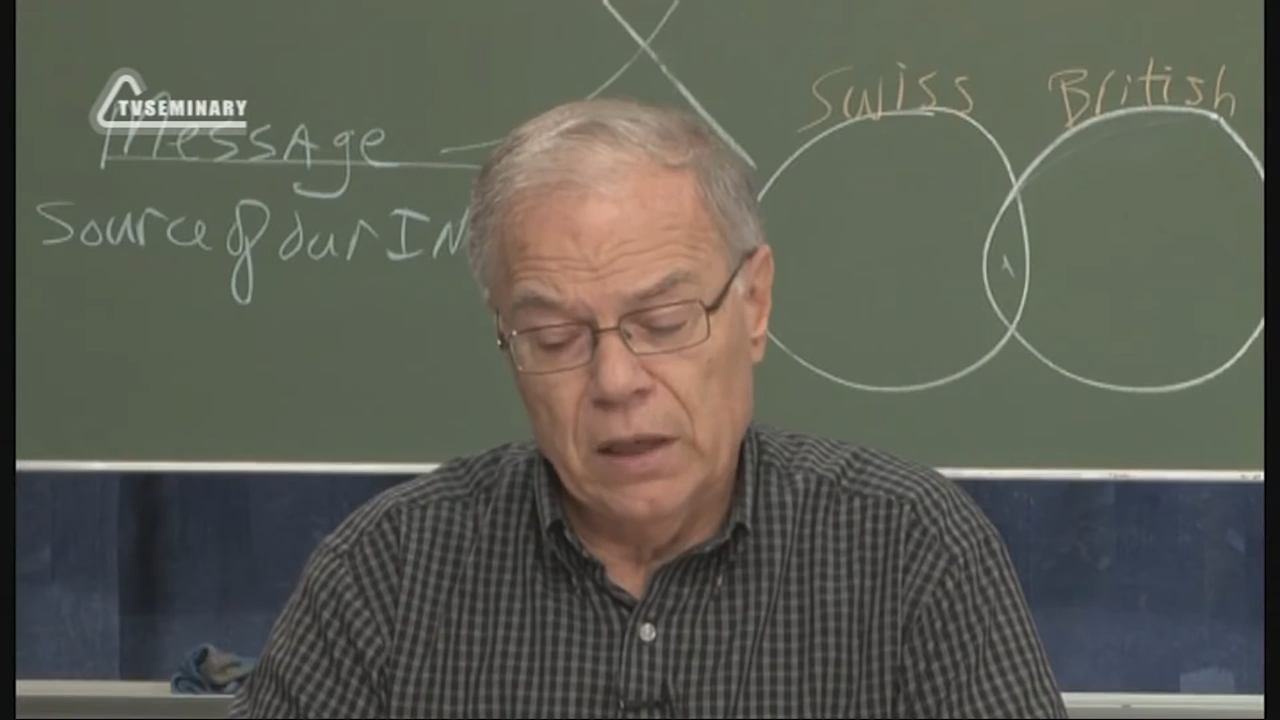 TVSEMINARY
Message
Source of our IN
Swiss
British
A